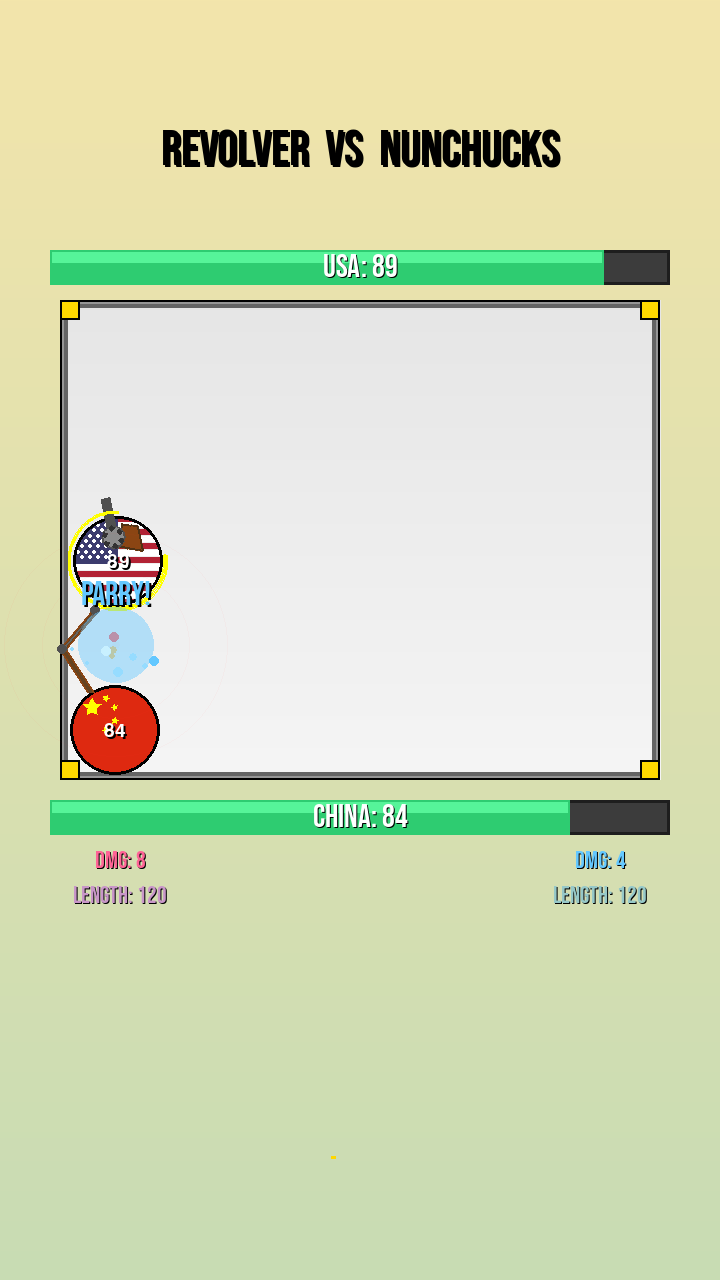 REVOLVER VS NUNCHUCKS
USA: 89
89
PARRY!
84
CHINA: 84
DMG: 8
DMG: 4
LENGTH: 120
LENGTH: 120